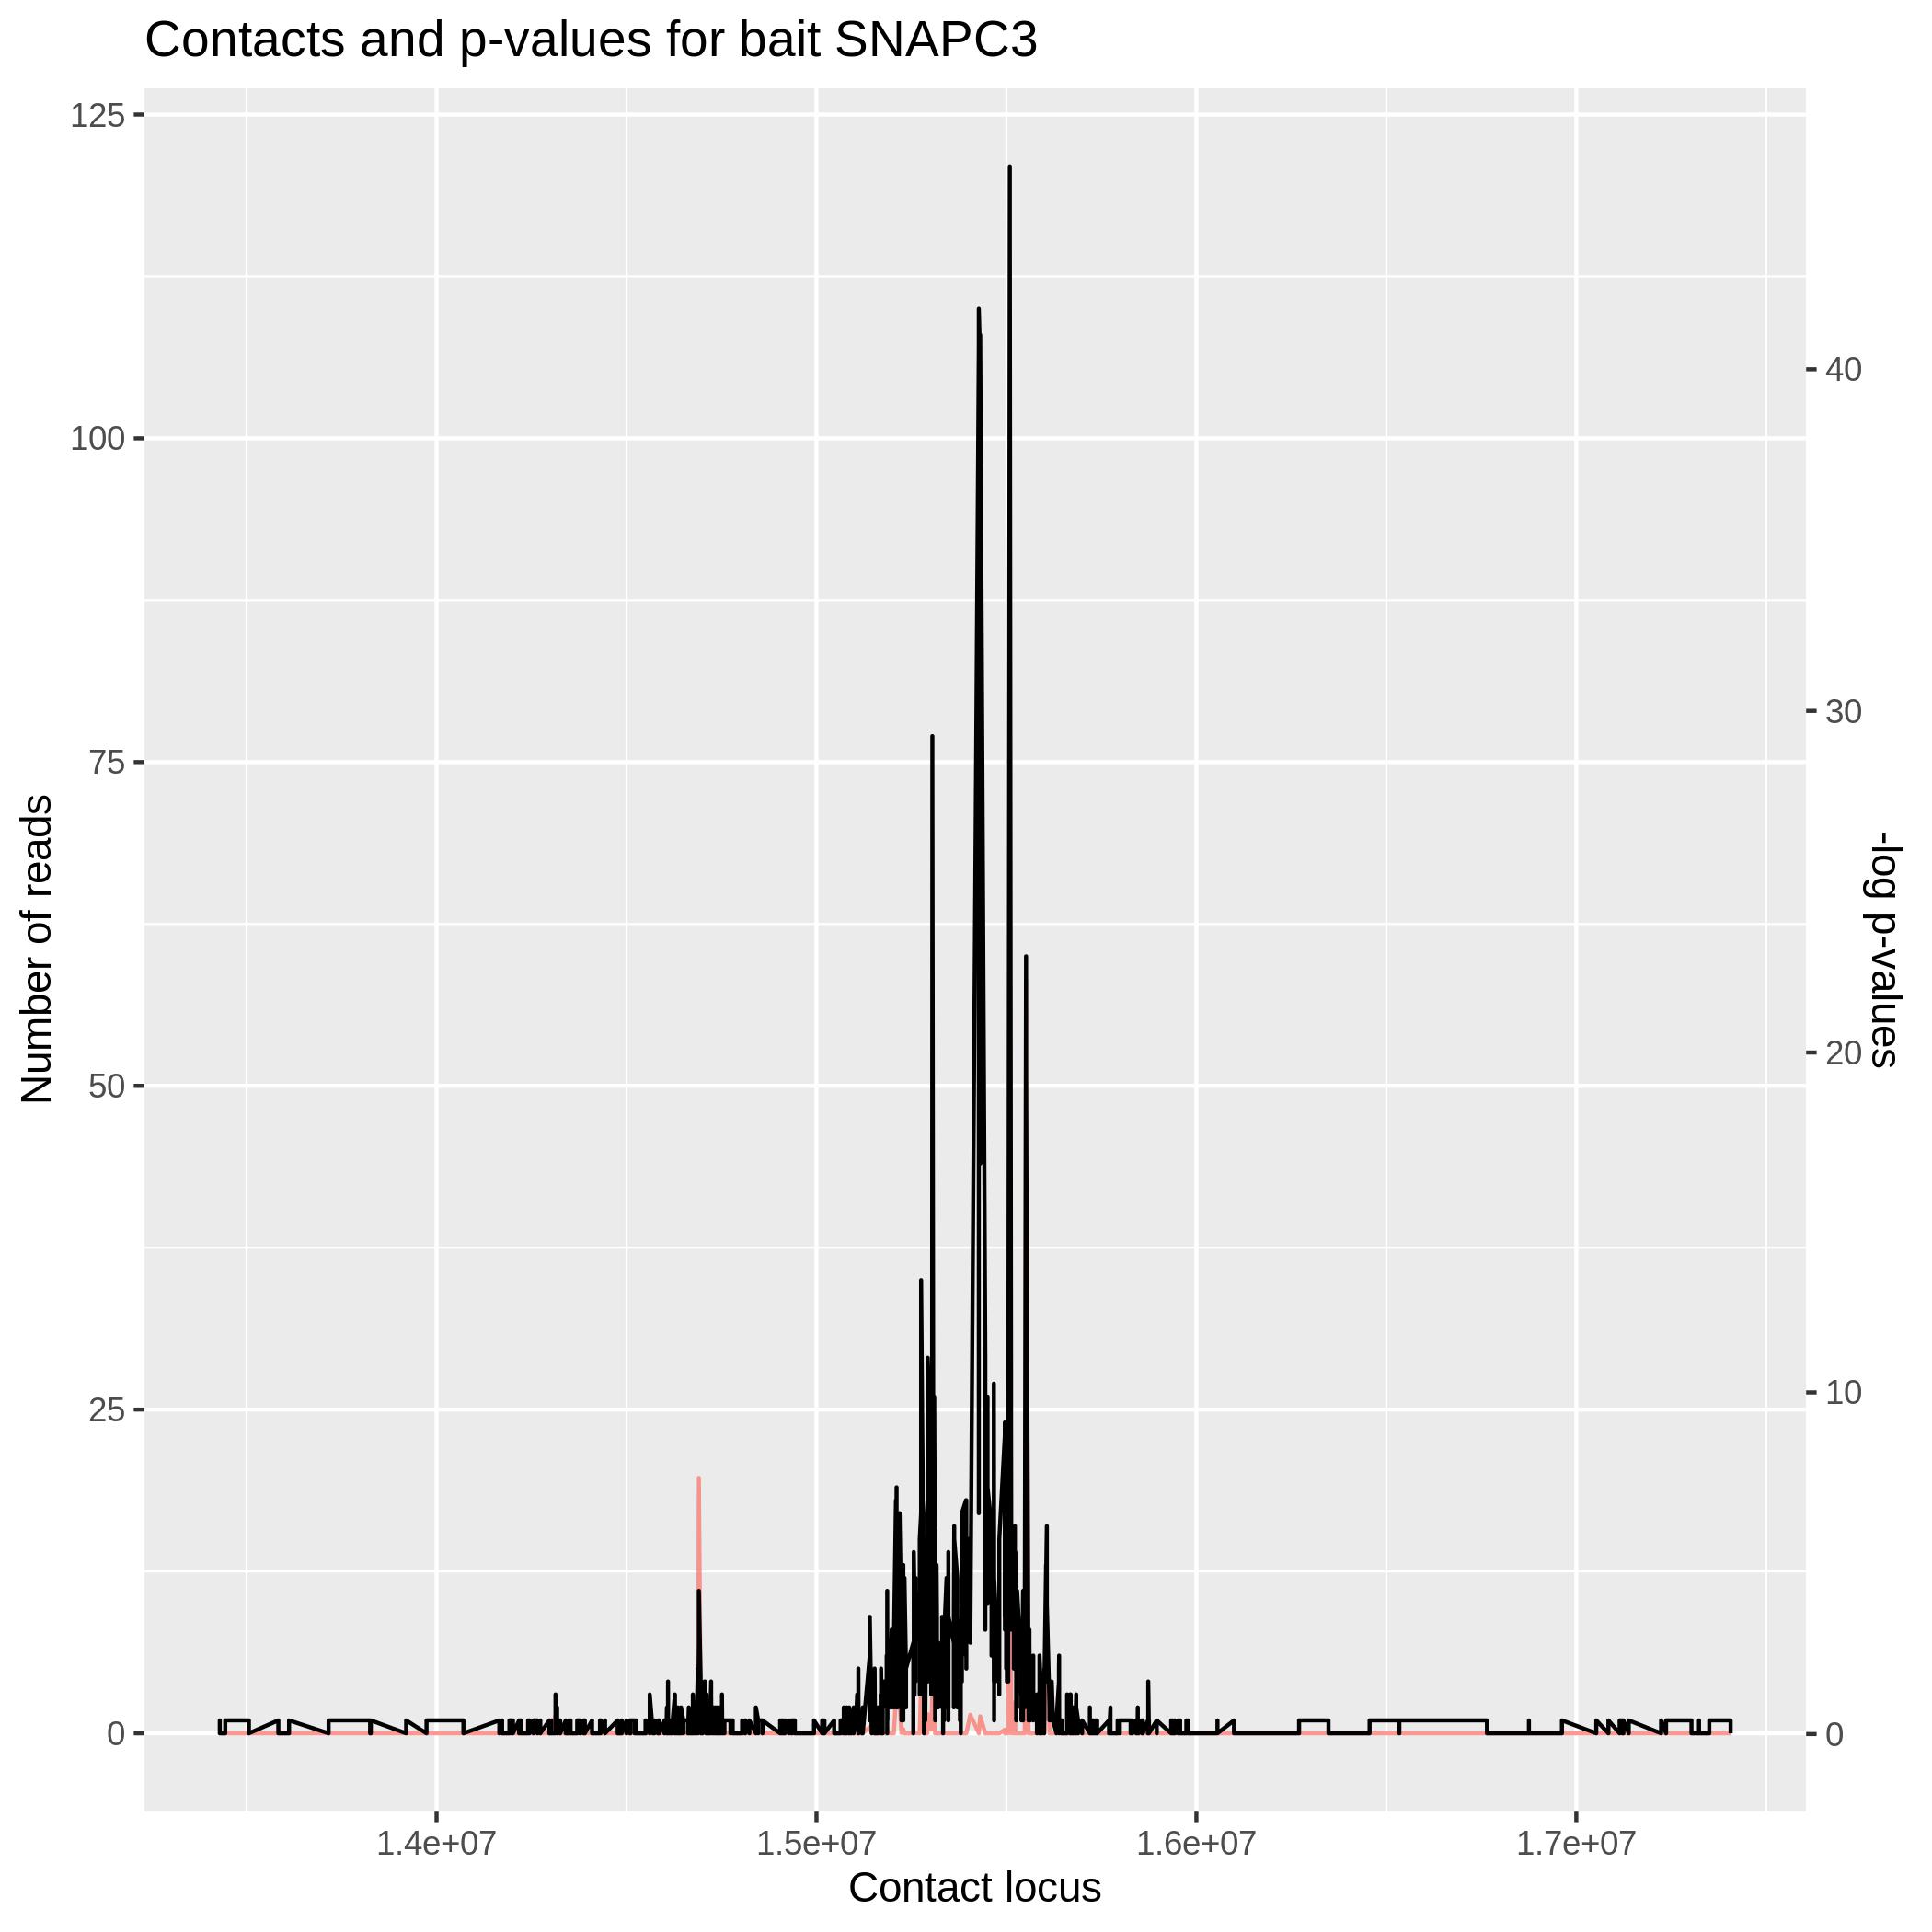 Contacts and p-values for bait SNAPC3
125
100
75
50
25
0
Number of reads
40
30
20
10
0
-log p-values
1.4e+07
1.5e+07
1.6e+07
1.7e+07
Contact locus